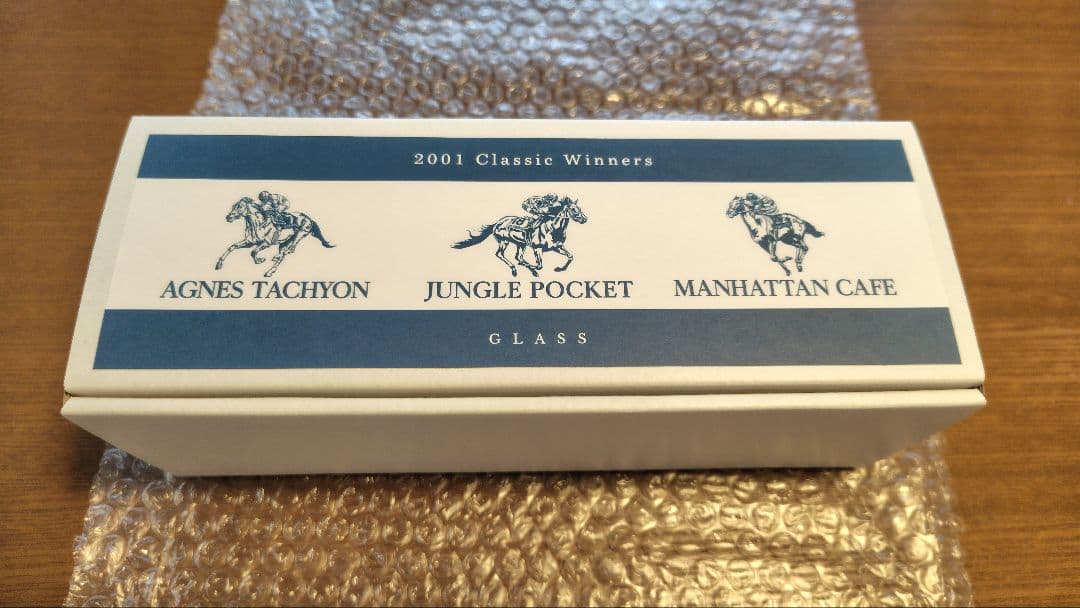 2001 Classic Winners
AGNES TACHYON JUNGLE POCKET MANHATTAN CAFE
GLASS